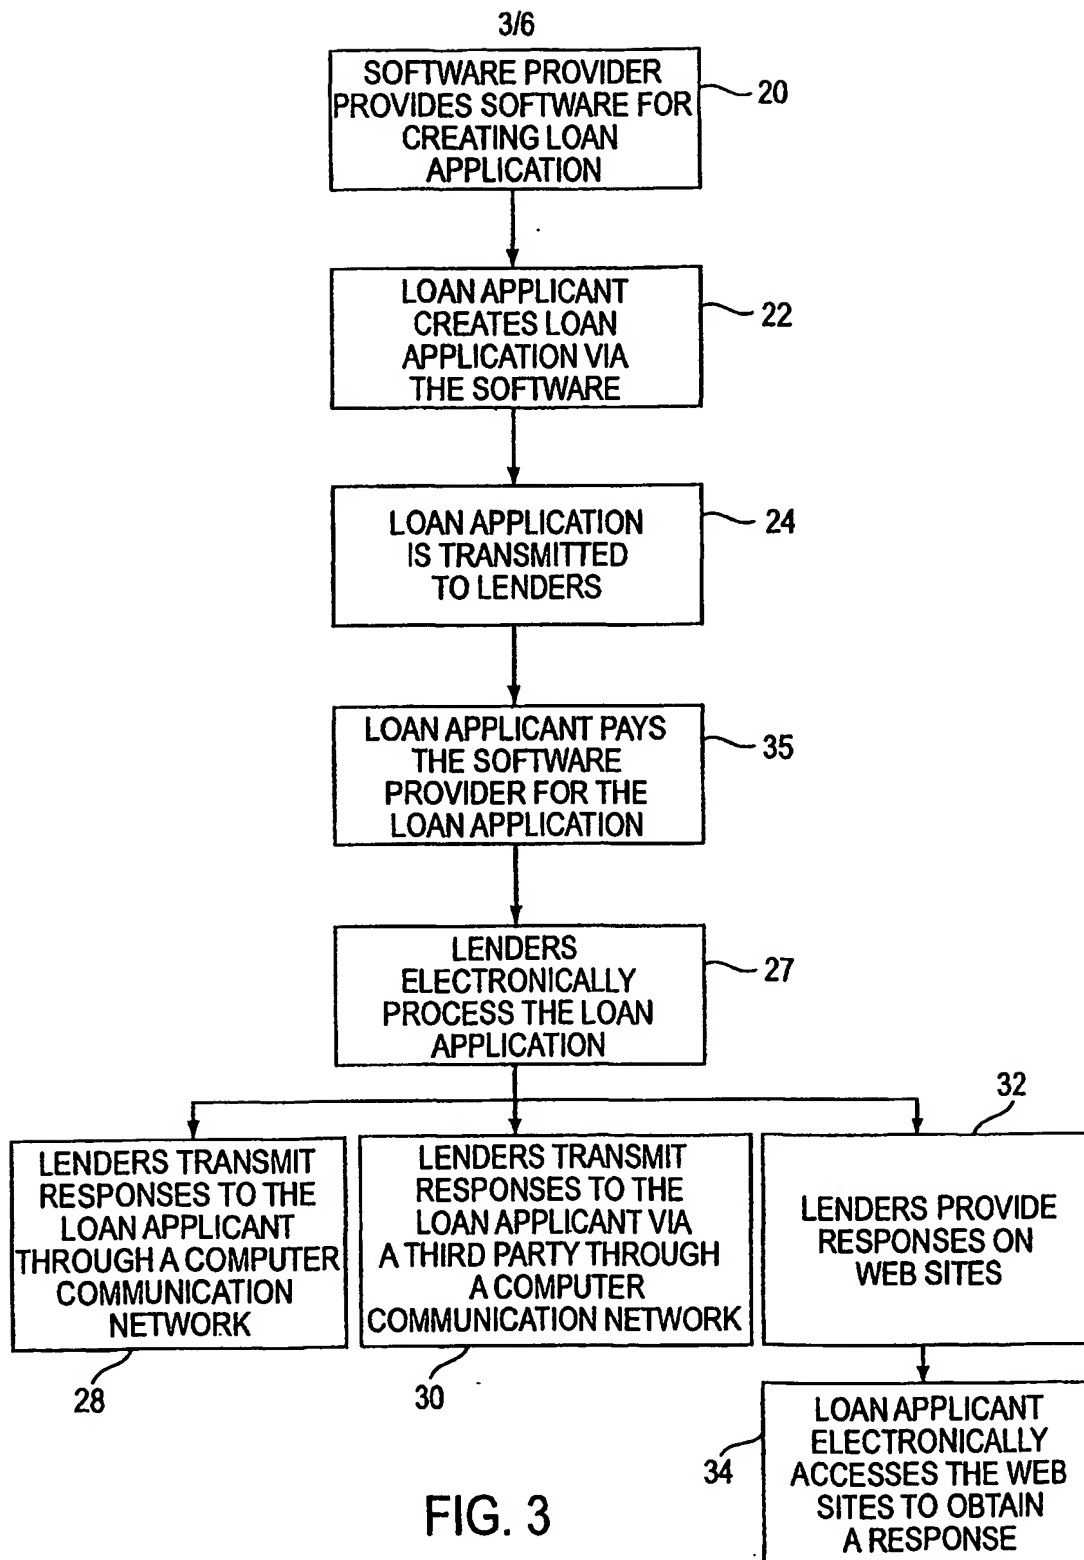 3/6
SOFTWARE PROVIDER
PROVIDES SOFTWARE FOR
CREATING LOAN
APPLICATION
20
LOAN APPLICANT
CREATES LOAN
APPLICATION VIA
THE SOFTWARE
22
LOAN APPLICATION
IS TRANSMITTED
TO LENDERS
24
LOAN APPLICANT PAYS
THE SOFTWARE
PROVIDER FOR THE
LOAN APPLICATION
35
LENDERS
ELECTRONICALLY
PROCESS THE LOAN
APPLICATION
27
LENDERS TRANSMIT
RESPONSES TO THE
LOAN APPLICANT
THROUGH A COMPUTER
COMMUNICATION
NETWORK
28
LENDERS TRANSMIT
RESPONSES TO THE
LOAN APPLICANT VIA
A THIRD PARTY THROUGH
A COMPUTER
COMMUNICATION NETWORK
30
32
LENDERS PROVIDE
RESPONSES ON
WEB SITES
LOAN APPLICANT
ELECTRONICALLY
ACCESSES THE WEB
SITES TO OBTAIN
A RESPONSE
34
FIG. 3